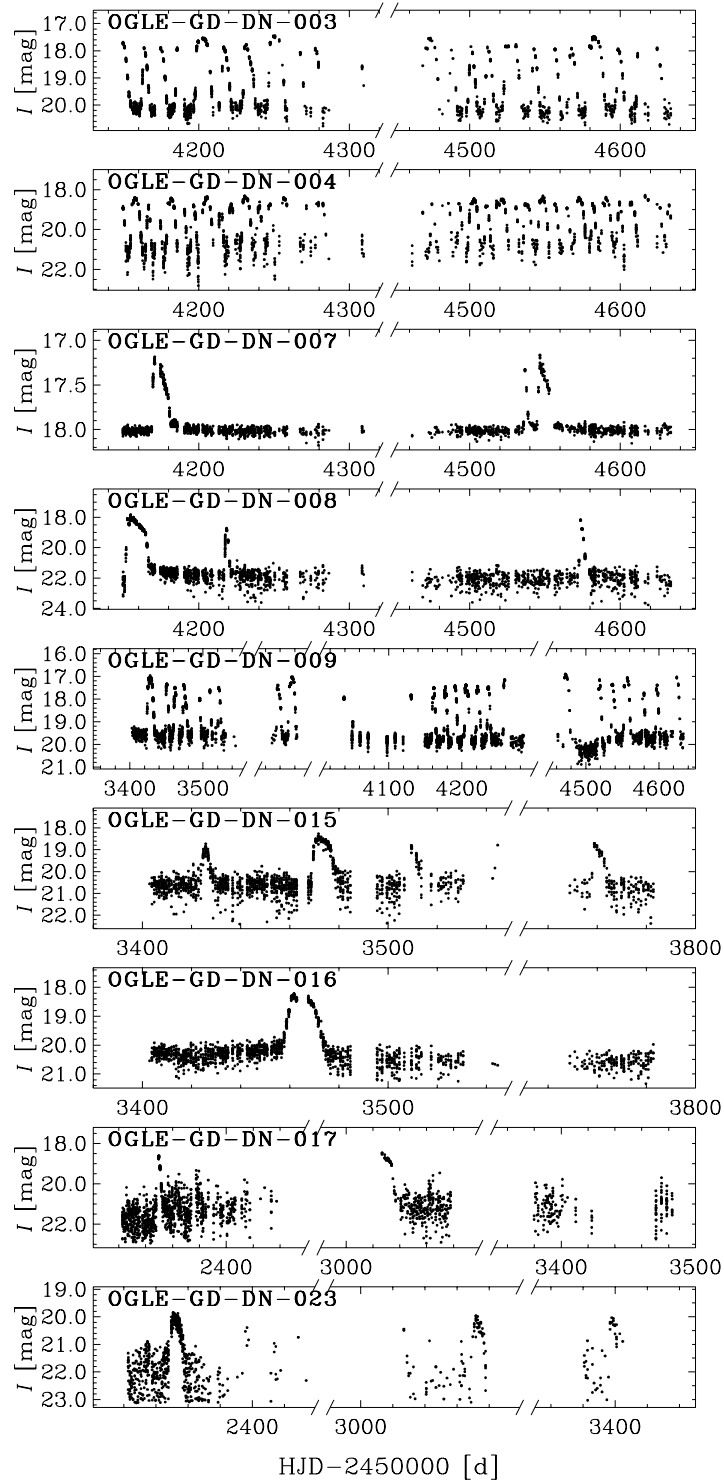 OGLE-GD-DN-003
I [mag]
17.0
18.0
19.0
20.0
4200 4300 4500 4600
OGLE-GD-DN-004
I [mag]
18.0
20.0
22.0
4200 4300 4500 4600
OGLE-GD-DN-007
I [mag]
17.0
17.5
18.0
4200 4300 4500 4600
OGLE-GD-DN-008
I [mag]
18.0
20.0
22.0
24.0
4200 4300 4500 4600
OGLE-GD-DN-009
I [mag]
16.0
17.0
18.0
19.0
20.0
21.0
3400 3500 4100 4200 4500 4600
OGLE-GD-DN-015
I [mag]
18.0
19.0
20.0
21.0
22.0
3400 3500 3800
OGLE-GD-DN-016
I [mag]
18.0
19.0
20.0
21.0
3400 3500 3800
OGLE-GD-DN-017
I [mag]
18.0
20.0
22.0
2400 3000 3400 3500
OGLE-GD-DN-023
I [mag]
19.0
20.0
21.0
22.0
23.0
2400 3000 3400
HJD-2450000 [d]